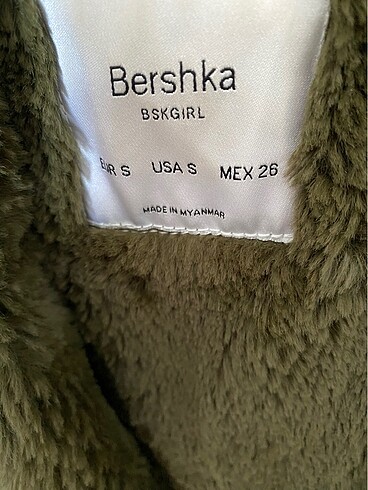 Bershka
BSKGIRL
EUR S USA S MEX 26
MADE IN MYANMAR